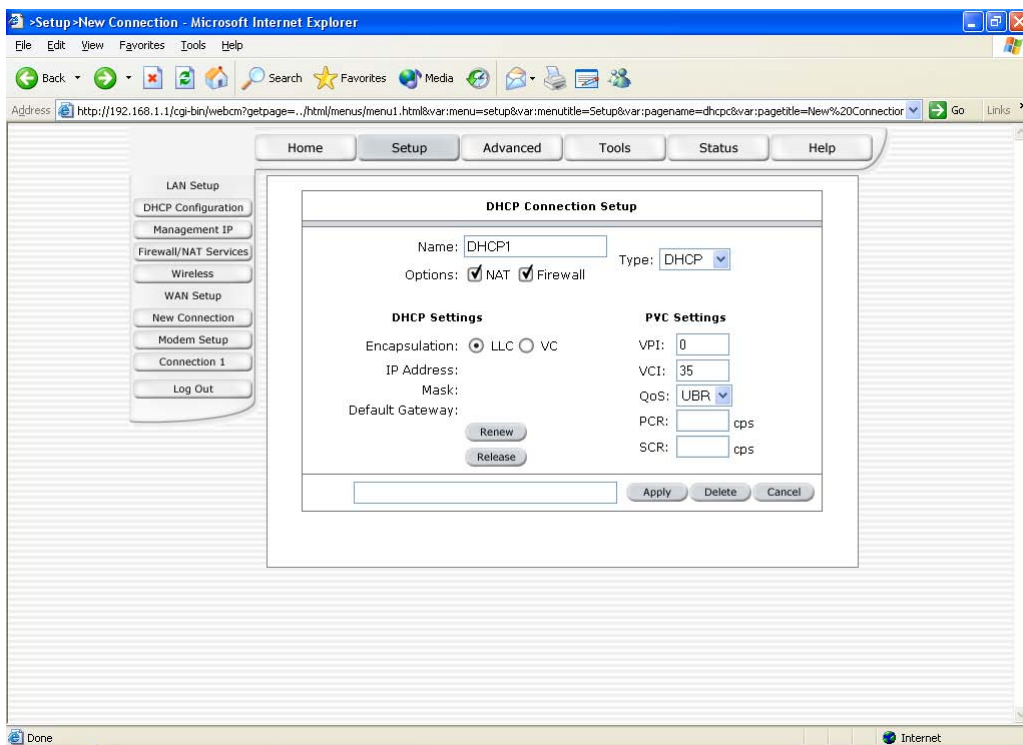 >Setup>New Connection - Microsoft Internet Explorer
File Edit View Favorites Tools Help
Back Search Favorites Media
Address http://192.168.1.1/cgi-bin/webcm?getpage=../html/menus/menu1.html&var:menu=setup&var:menutitle=Setup&var:pagename=dhcpc&var:pagetitle=New%20Connection Go Links
Home Setup Advanced Tools Status Help
LAN Setup
DHCP Configuration
Management IP
Firewall/NAT Services
Wireless
WAN Setup
New Connection
Modem Setup
Connection 1
Log Out
DHCP Connection Setup
Name: DHCP1
Type: DHCP
Options: NAT Firewall
DHCP Settings
Encapsulation: LLC VC
IP Address:
Mask:
Default Gateway:
Renew
Release
PVC Settings
VPI: 0
VCI: 35
QoS: UBR
PCR: cps
SCR: cps
Apply Delete Cancel
Done Internet